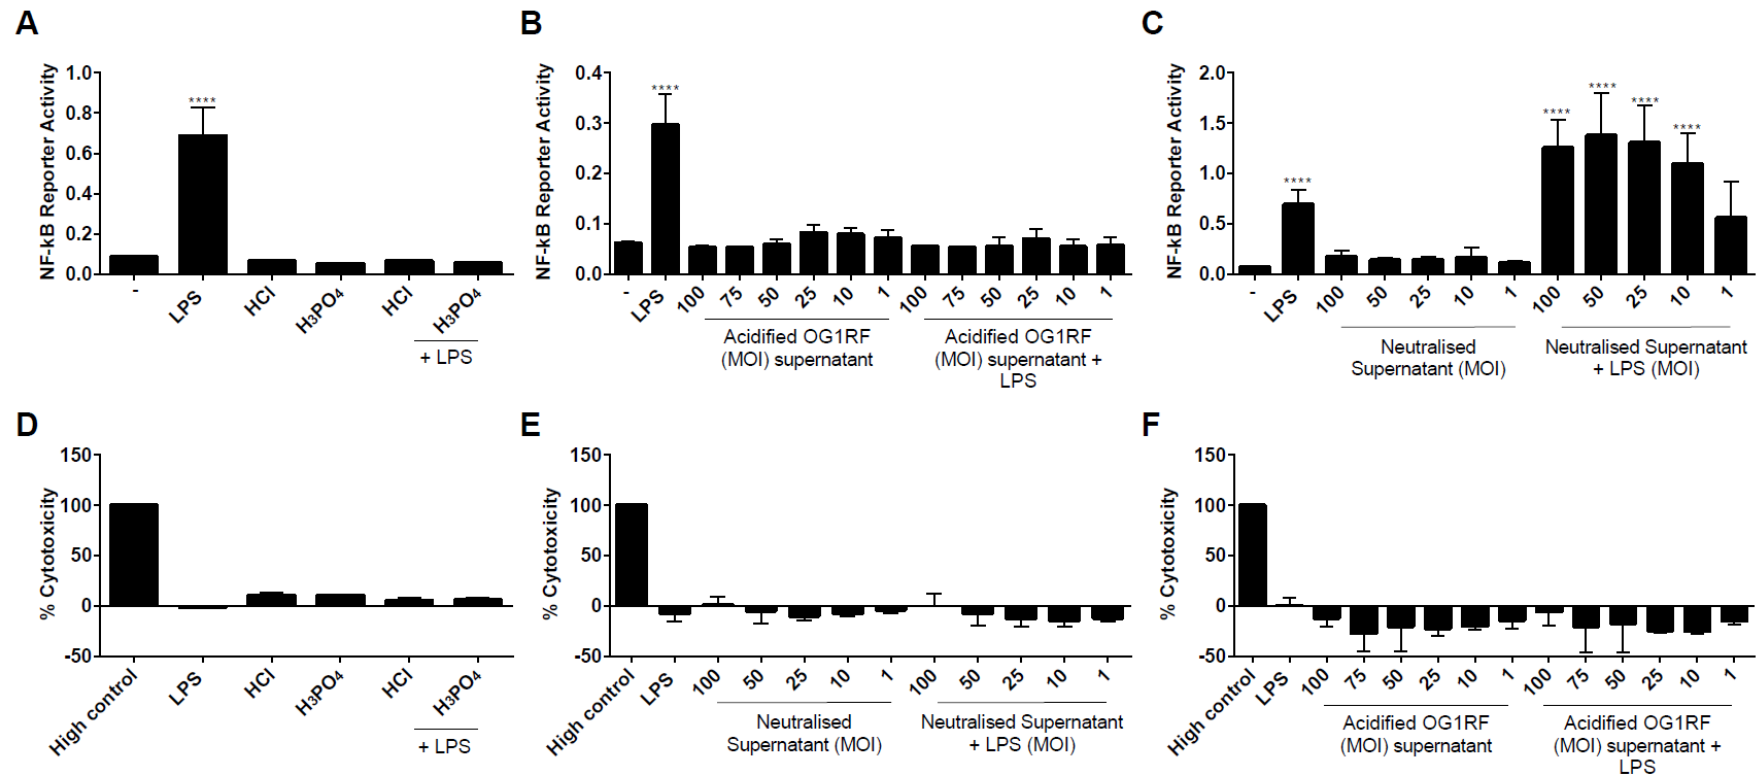 A
NF-kB Reporter Activity
1.0
0.8
0.6
0.4
0.2
0.0
****
-
LPS
HCl
H₃PO₄
HCl
H₃PO₄
+ LPS
B
NF-kB Reporter Activity
0.4
0.3
0.2
0.1
0.0
****
-
LPS
100
75
50
25
10
1
100
75
50
25
10
1
Acidified OG1RF
(MOI) supernatant
Acidified OG1RF
(MOI) supernatant +
LPS
C
NF-kB Reporter Activity
2.0
1.5
1.0
0.5
0.0
****
****
****
****
****
-
LPS
100
50
25
10
1
100
50
25
10
1
Neutralised
Supernatant (MOI)
Neutralised Supernatant
+ LPS (MOI)
D
% Cytotoxicity
150
100
50
0
-50
High control
LPS
HCl
H₃PO₄
HCl
H₃PO₄
+ LPS
E
% Cytotoxicity
150
100
50
0
-50
High control
LPS
100
50
25
10
1
100
50
25
10
1
Neutralised
Supernatant (MOI)
Neutralised Supernatant
+ LPS (MOI)
F
% Cytotoxicity
150
100
50
0
-50
High control
LPS
100
75
50
25
10
1
100
75
50
25
10
1
Acidified OG1RF
(MOI) supernatant
Acidified OG1RF
(MOI) supernatant +
LPS